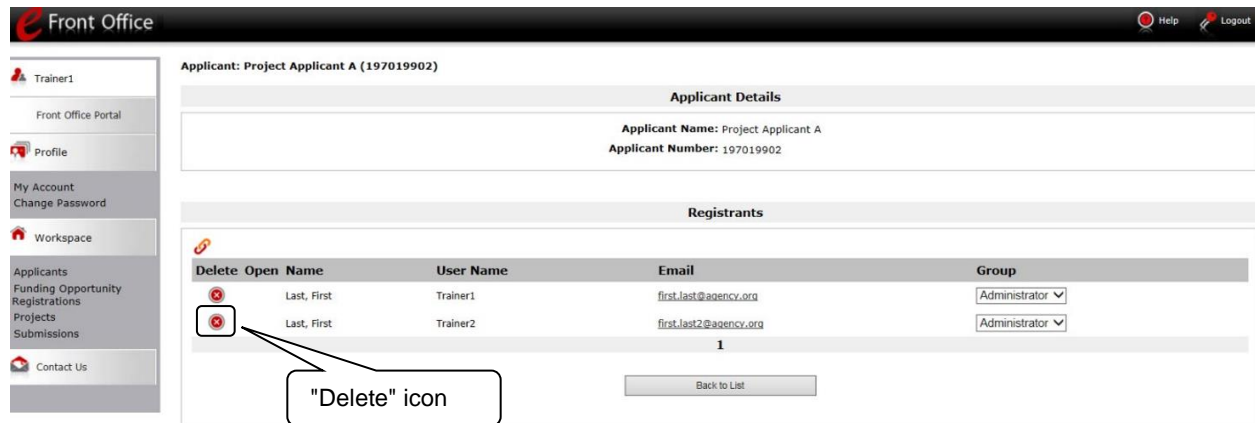 e Front Office
Help Logout
Trainer1
Front Office Portal
Profile
My Account
Change Password
Workspace
Applicants
Funding Opportunity
Registrations
Projects
Submissions
Contact Us
Applicant: Project Applicant A (197019902)
Applicant Details
Applicant Name: Project Applicant A
Applicant Number: 197019902
Registrants
Delete Open Name User Name Email Group
Last, First Trainer1 first.last@agency.org Administrator
Last, First Trainer2 first.last2@agency.org Administrator
1
Back to List
"Delete" icon